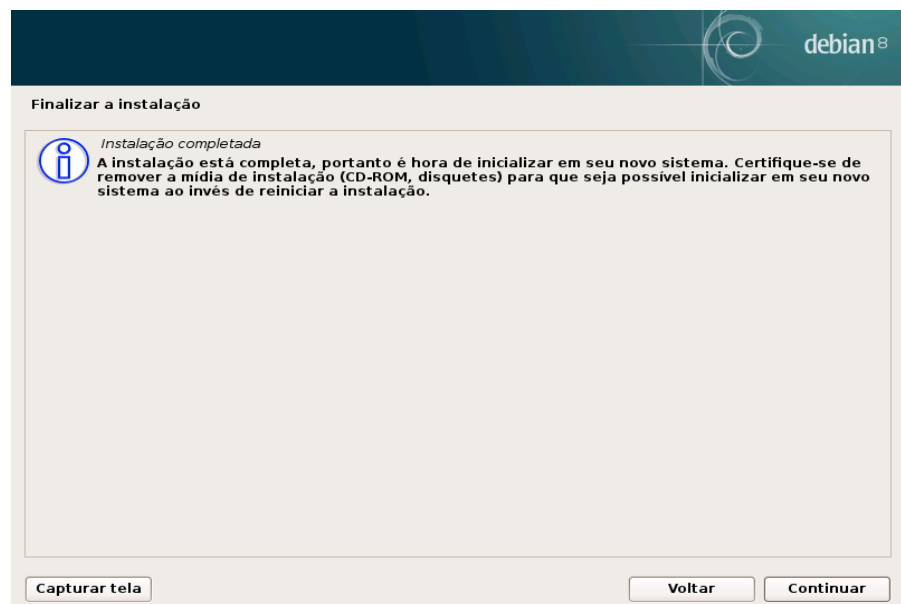 debian 8
Finalizar a instalação
Instalação completada
A instalação está completa, portanto é hora de inicializar em seu novo sistema. Certifique-se de
remover a mídia de instalação (CD-ROM, disquetes) para que seja possível inicializar em seu novo
sistema ao invés de reiniciar a instalação.
Capturar tela
Voltar
Continuar